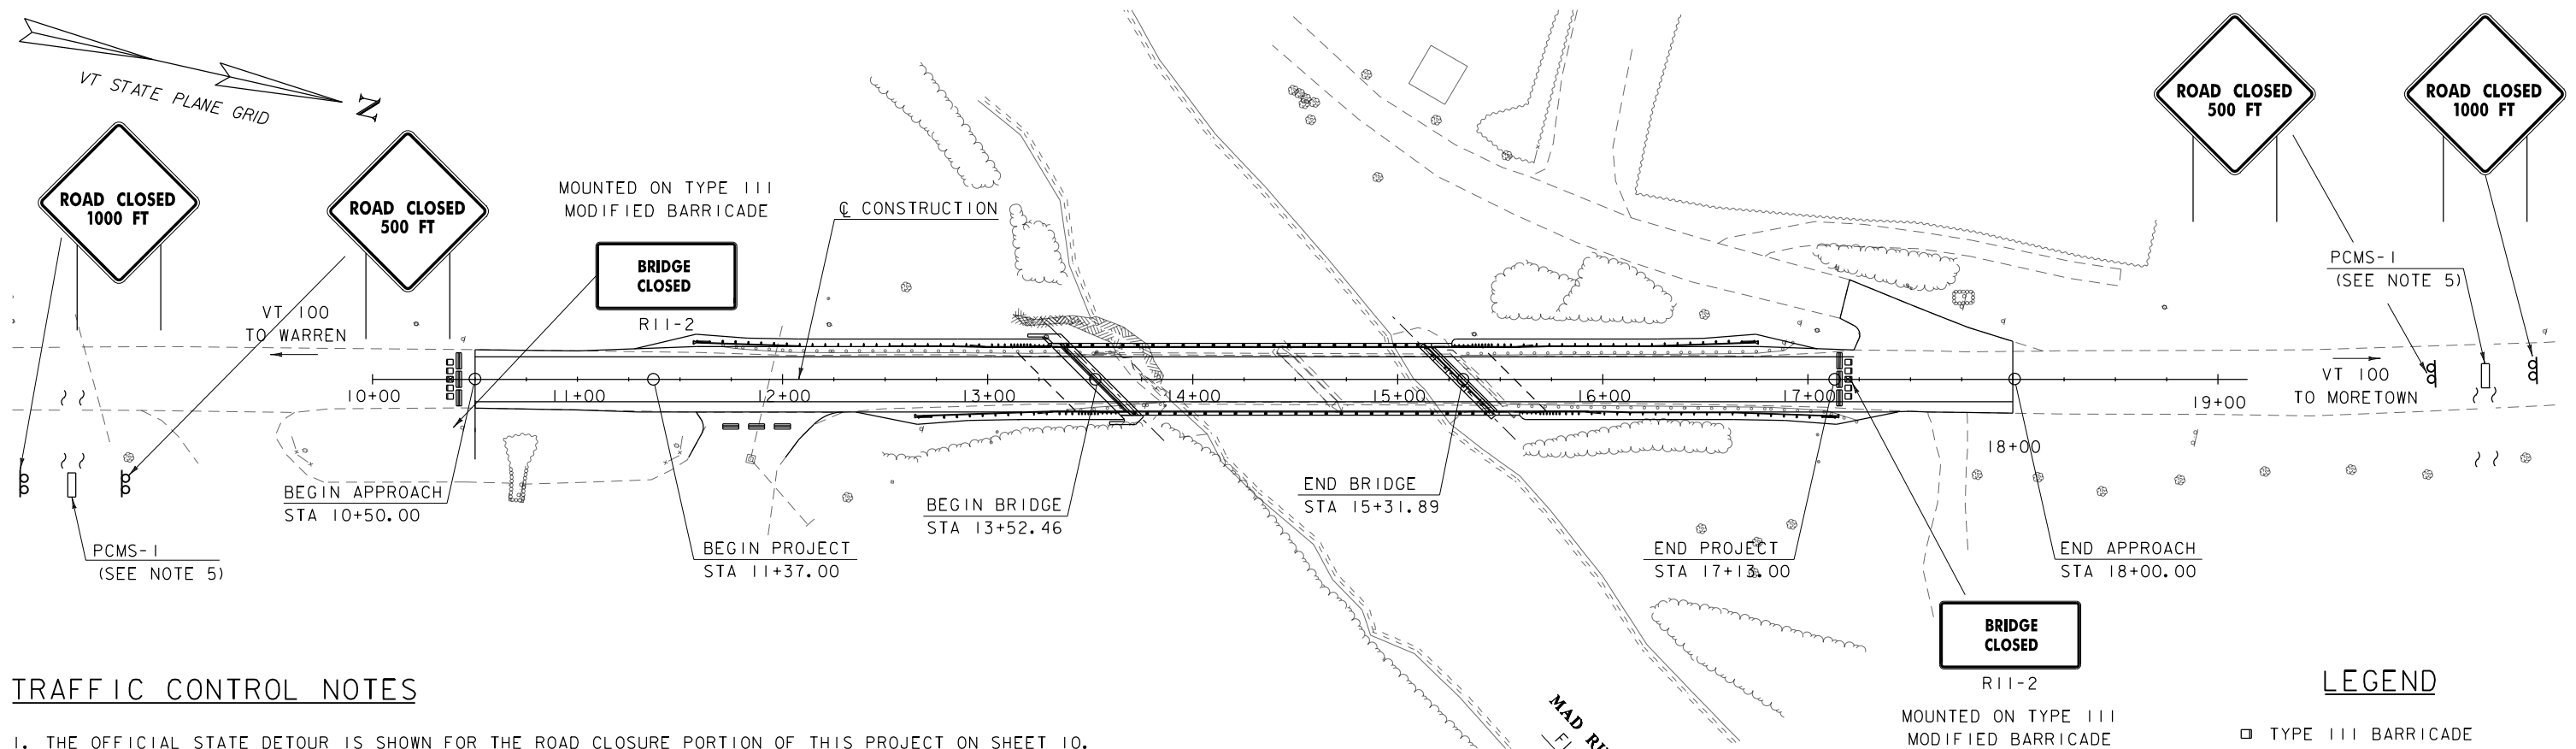 VT STATE PLANE GRID
N
ROAD CLOSED
1000 FT
ROAD CLOSED
500 FT
MOUNTED ON TYPE III
MODIFIED BARRICADE
BRIDGE
CLOSED
R11-2
℄ CONSTRUCTION
ROAD CLOSED
500 FT
ROAD CLOSED
1000 FT
PCMS-1
(SEE NOTE 5)
VT 100
TO WARREN
VT 100
TO MORETOWN
10+00
11+00
12+00
13+00
14+00
15+00
16+00
17+00
18+00
19+00
BEGIN APPROACH
STA 10+50.00
BEGIN PROJECT
STA 11+37.00
BEGIN BRIDGE
STA 13+52.46
END BRIDGE
STA 15+31.89
END PROJECT
STA 17+13.00
END APPROACH
STA 18+00.00
PCMS-1
(SEE NOTE 5)
BRIDGE
CLOSED
R11-2
MOUNTED ON TYPE III
MODIFIED BARRICADE
MAD
TRAFFIC CONTROL NOTES
1. THE OFFICIAL STATE DETOUR IS SHOWN FOR THE ROAD CLOSURE PORTION OF THIS PROJECT ON SHEET 10.
LEGEND
TYPE III BARRICADE